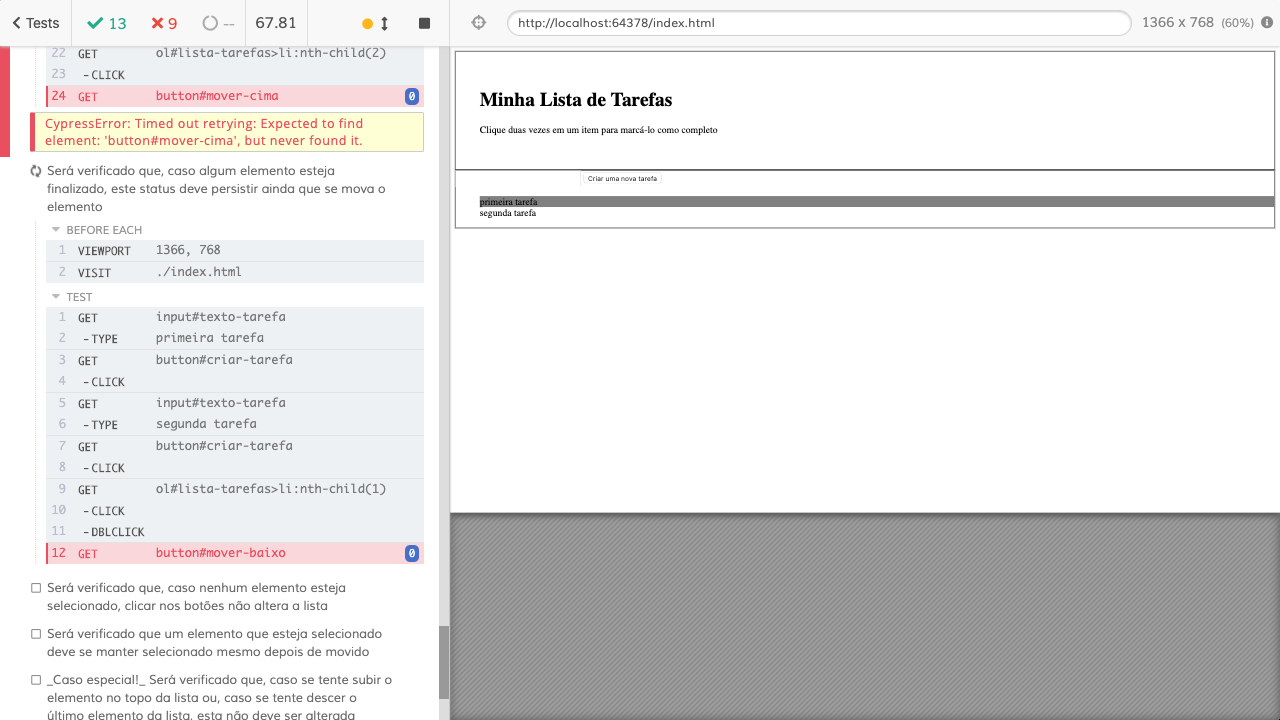 Tests
13
9
--
67.81
http://localhost:64378/index.html
1366 x 768 (60%)
22 GET ol#lista-tarefas>li:nth-child(2)
23 -CLICK
24 GET button#mover-cima 0
CypressError: Timed out retrying: Expected to find
element: 'button#mover-cima', but never found it.
Será verificado que, caso algum elemento esteja
finalizado, este status deve persistir ainda que se mova o
elemento
BEFORE EACH
1 VIEWPORT 1366, 768
2 VISIT ./index.html
TEST
1 GET input#texto-tarefa
2 -TYPE primeira tarefa
3 GET button#criar-tarefa
4 -CLICK
5 GET input#texto-tarefa
6 -TYPE segunda tarefa
7 GET button#criar-tarefa
8 -CLICK
9 GET ol#lista-tarefas>li:nth-child(1)
10 -CLICK
11 -DBLCLICK
12 GET button#mover-baixo 0
Será verificado que, caso nenhum elemento esteja
selecionado, clicar nos botões não altera a lista
Será verificado que um elemento que esteja selecionado
deve se manter selecionado mesmo depois de movido
_Caso especial!_ Será verificado que, caso se tente subir o
elemento no topo da lista ou, caso se tente descer o
último elemento da lista, esta não deve ser alterada
Minha Lista de Tarefas
Clique duas vezes em um item para marcá-lo como completo
Criar uma nova tarefa
primeira tarefa
segunda tarefa